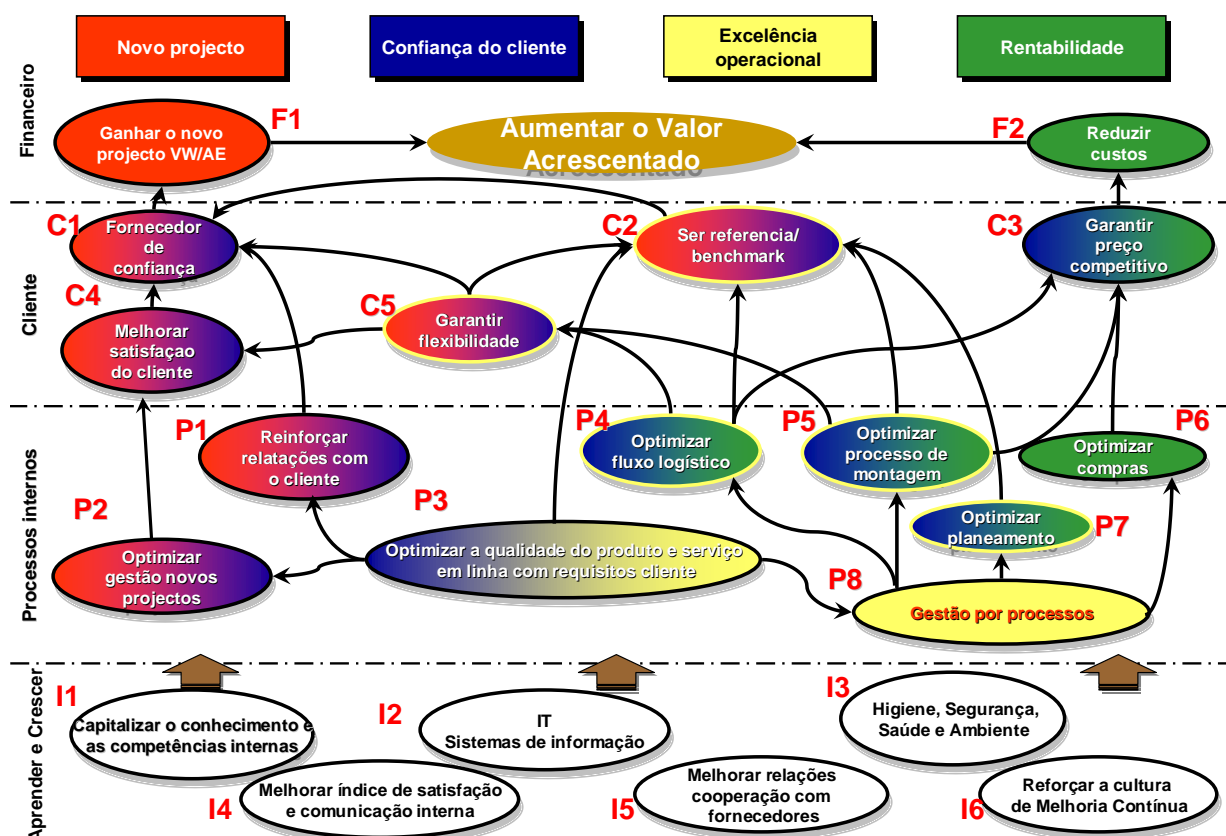 Novo projecto
Confiança do cliente
Excelência
operacional
Rentabilidade
Financeiro
F1
Ganhar o novo
projecto VW/AE
Aumentar o Valor
Acrescentado
F2
Reduzir
custos
Cliente
C1
Fornecedor
de
confiança
C2
Ser referencia/
benchmark
C3
Garantir
preço
competitivo
C4
Melhorar
satisfaçao
do cliente
C5
Garantir
flexibilidade
Processos internos
P1
Reinforçar
relatações com
o cliente
P4
Optimizar
fluxo logístico
P5
Optimizar
processo de
montagem
P6
Optimizar
compras
P2
Optimizar
gestão novos
projectos
P3
Optimizar a qualidade do produto e serviço
em linha com requisitos cliente
Optimizar
planeamento
P7
P8
Gestão por processos
Aprender e Crescer
I1
Capitalizar o conhecimento e
as competências internas
I2
IT
Sistemas de informação
I3
Higiene, Segurança,
Saúde e Ambiente
I4
Melhorar índice de satisfação
e comunicação interna
I5
Melhorar relações
cooperação com
fornecedores
I6
Reforçar a cultura
de Melhoria Contínua